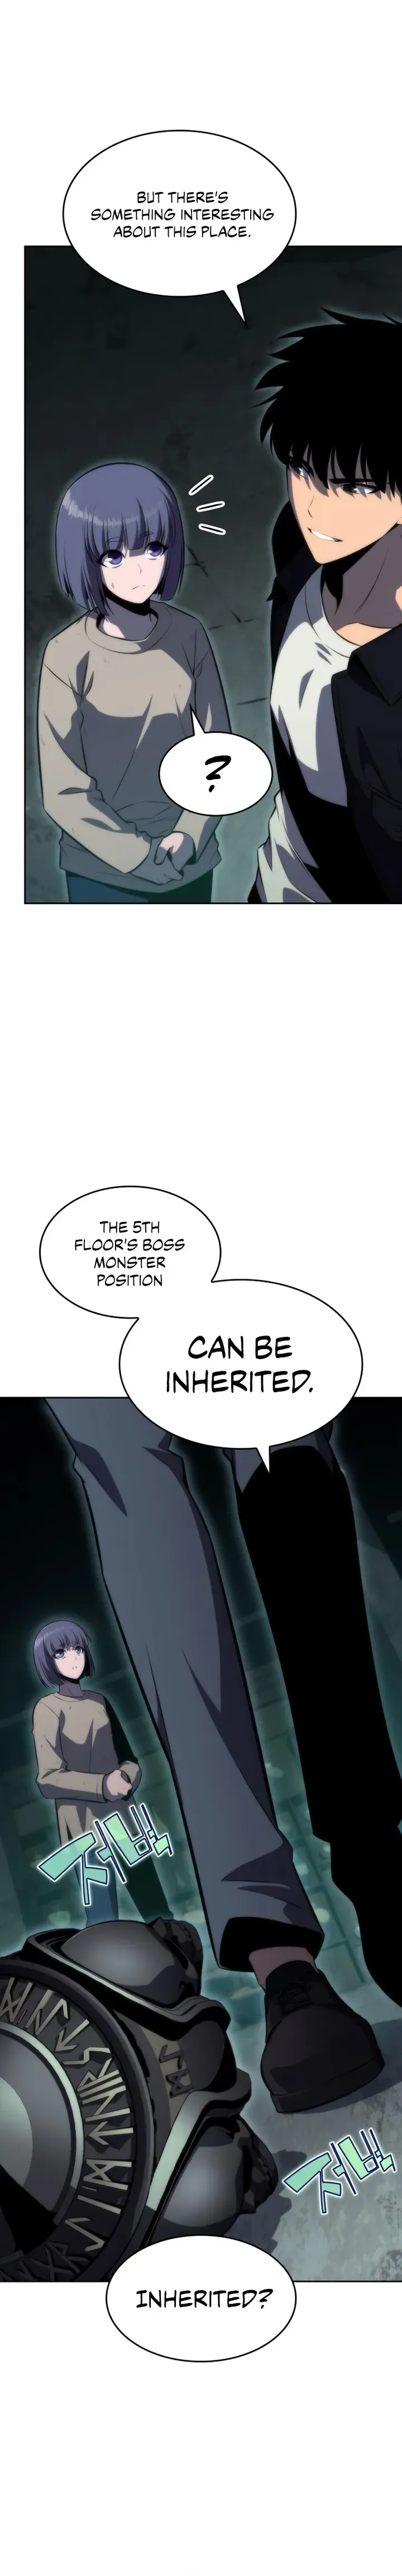 BUT THERE'S
SOMETHING INTERESTING
ABOUT THIS PLACE.
?
THE 5TH
FLOOR'S BOSS
MONSTER
POSITION
CAN BE
INHERITED.
저벅
저벅
INHERITED?